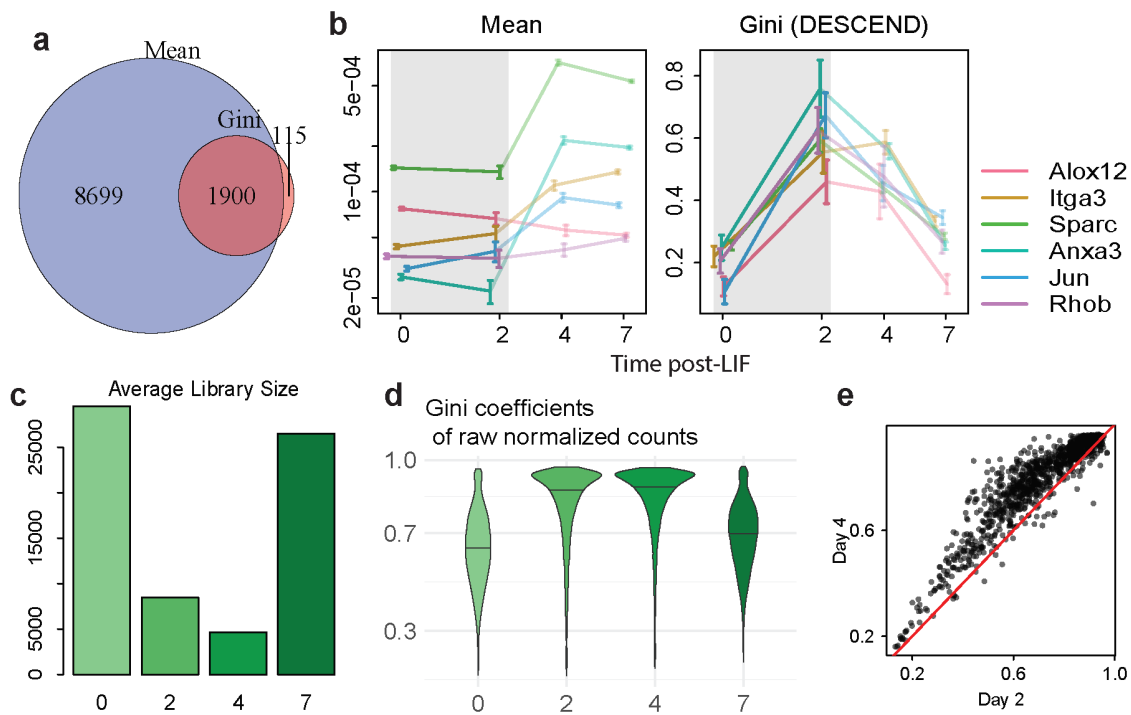 a
Mean
Gini
115
8699
1900
b
Mean
Gini (DESCEND)
5e−04
1e−04
2e−05
0 2 4 7
0.8
0.6
0.4
0.2
0 2 4 7
Time post-LIF
Alox12
Itga3
Sparc
Anxa3
Jun
Rhob
c
Average Library Size
25000
15000
5000
0
0 2 4 7
d
Gini coefficients
of raw normalized counts
1.0
0.7
0.3
0 2 4 7
e
Day 4
0.6
0.2
0.2 0.6 1.0
Day 2